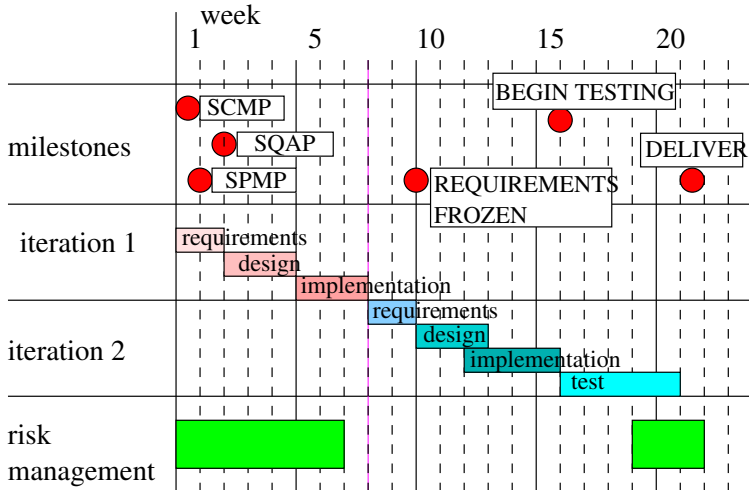 week
1 5 10 15 20
BEGIN TESTING
SCMP
milestones
SQAP
DELIVER
SPMP
REQUIREMENTS
FROZEN
iteration 1
requirements
design
implementation
iteration 2
requirements
design
implementation
test
risk
management